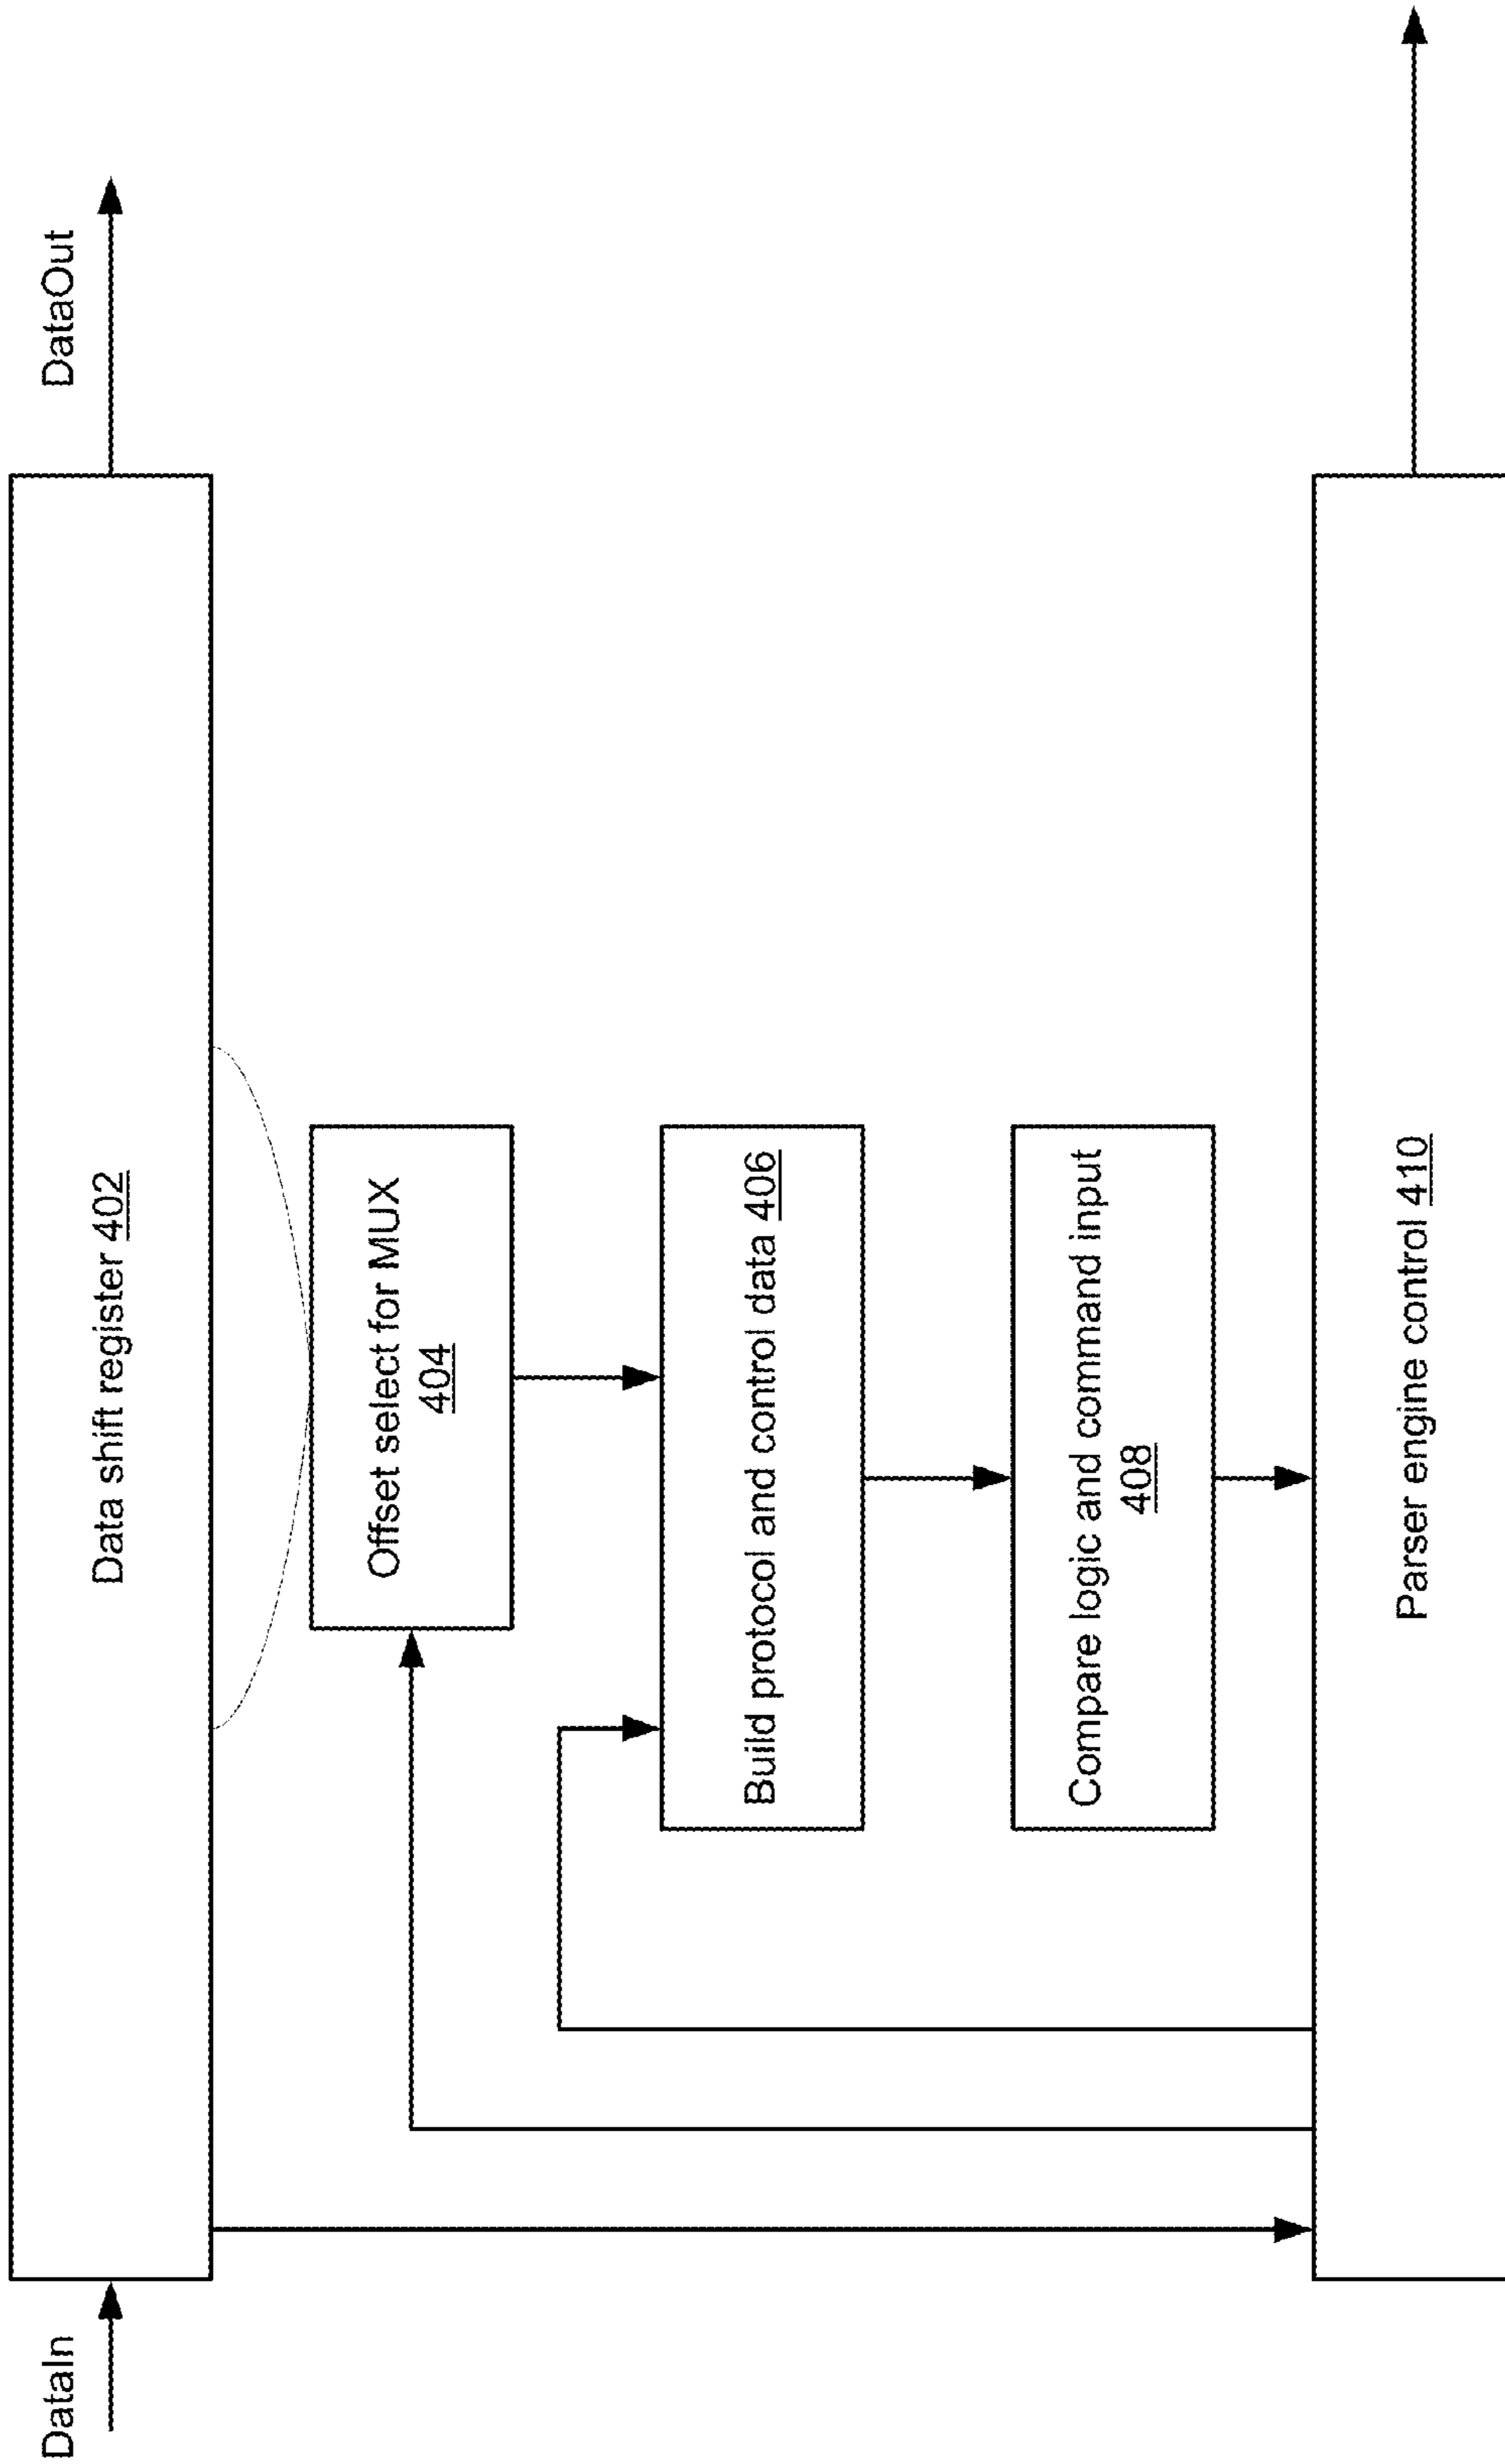 DataIn
Data shift register 402
DataOut
Offset select for MUX
404
Build protocol and control data 406
Compare logic and command input
408
Parser engine control 410